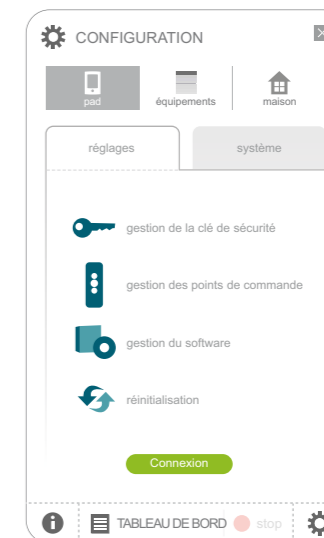 CONFIGURATION
pad équipements maison
réglages système
gestion de la clé de sécurité
gestion des points de commande
gestion du software
réinitialisation
Connexion
TABLEAU DE BORD stop